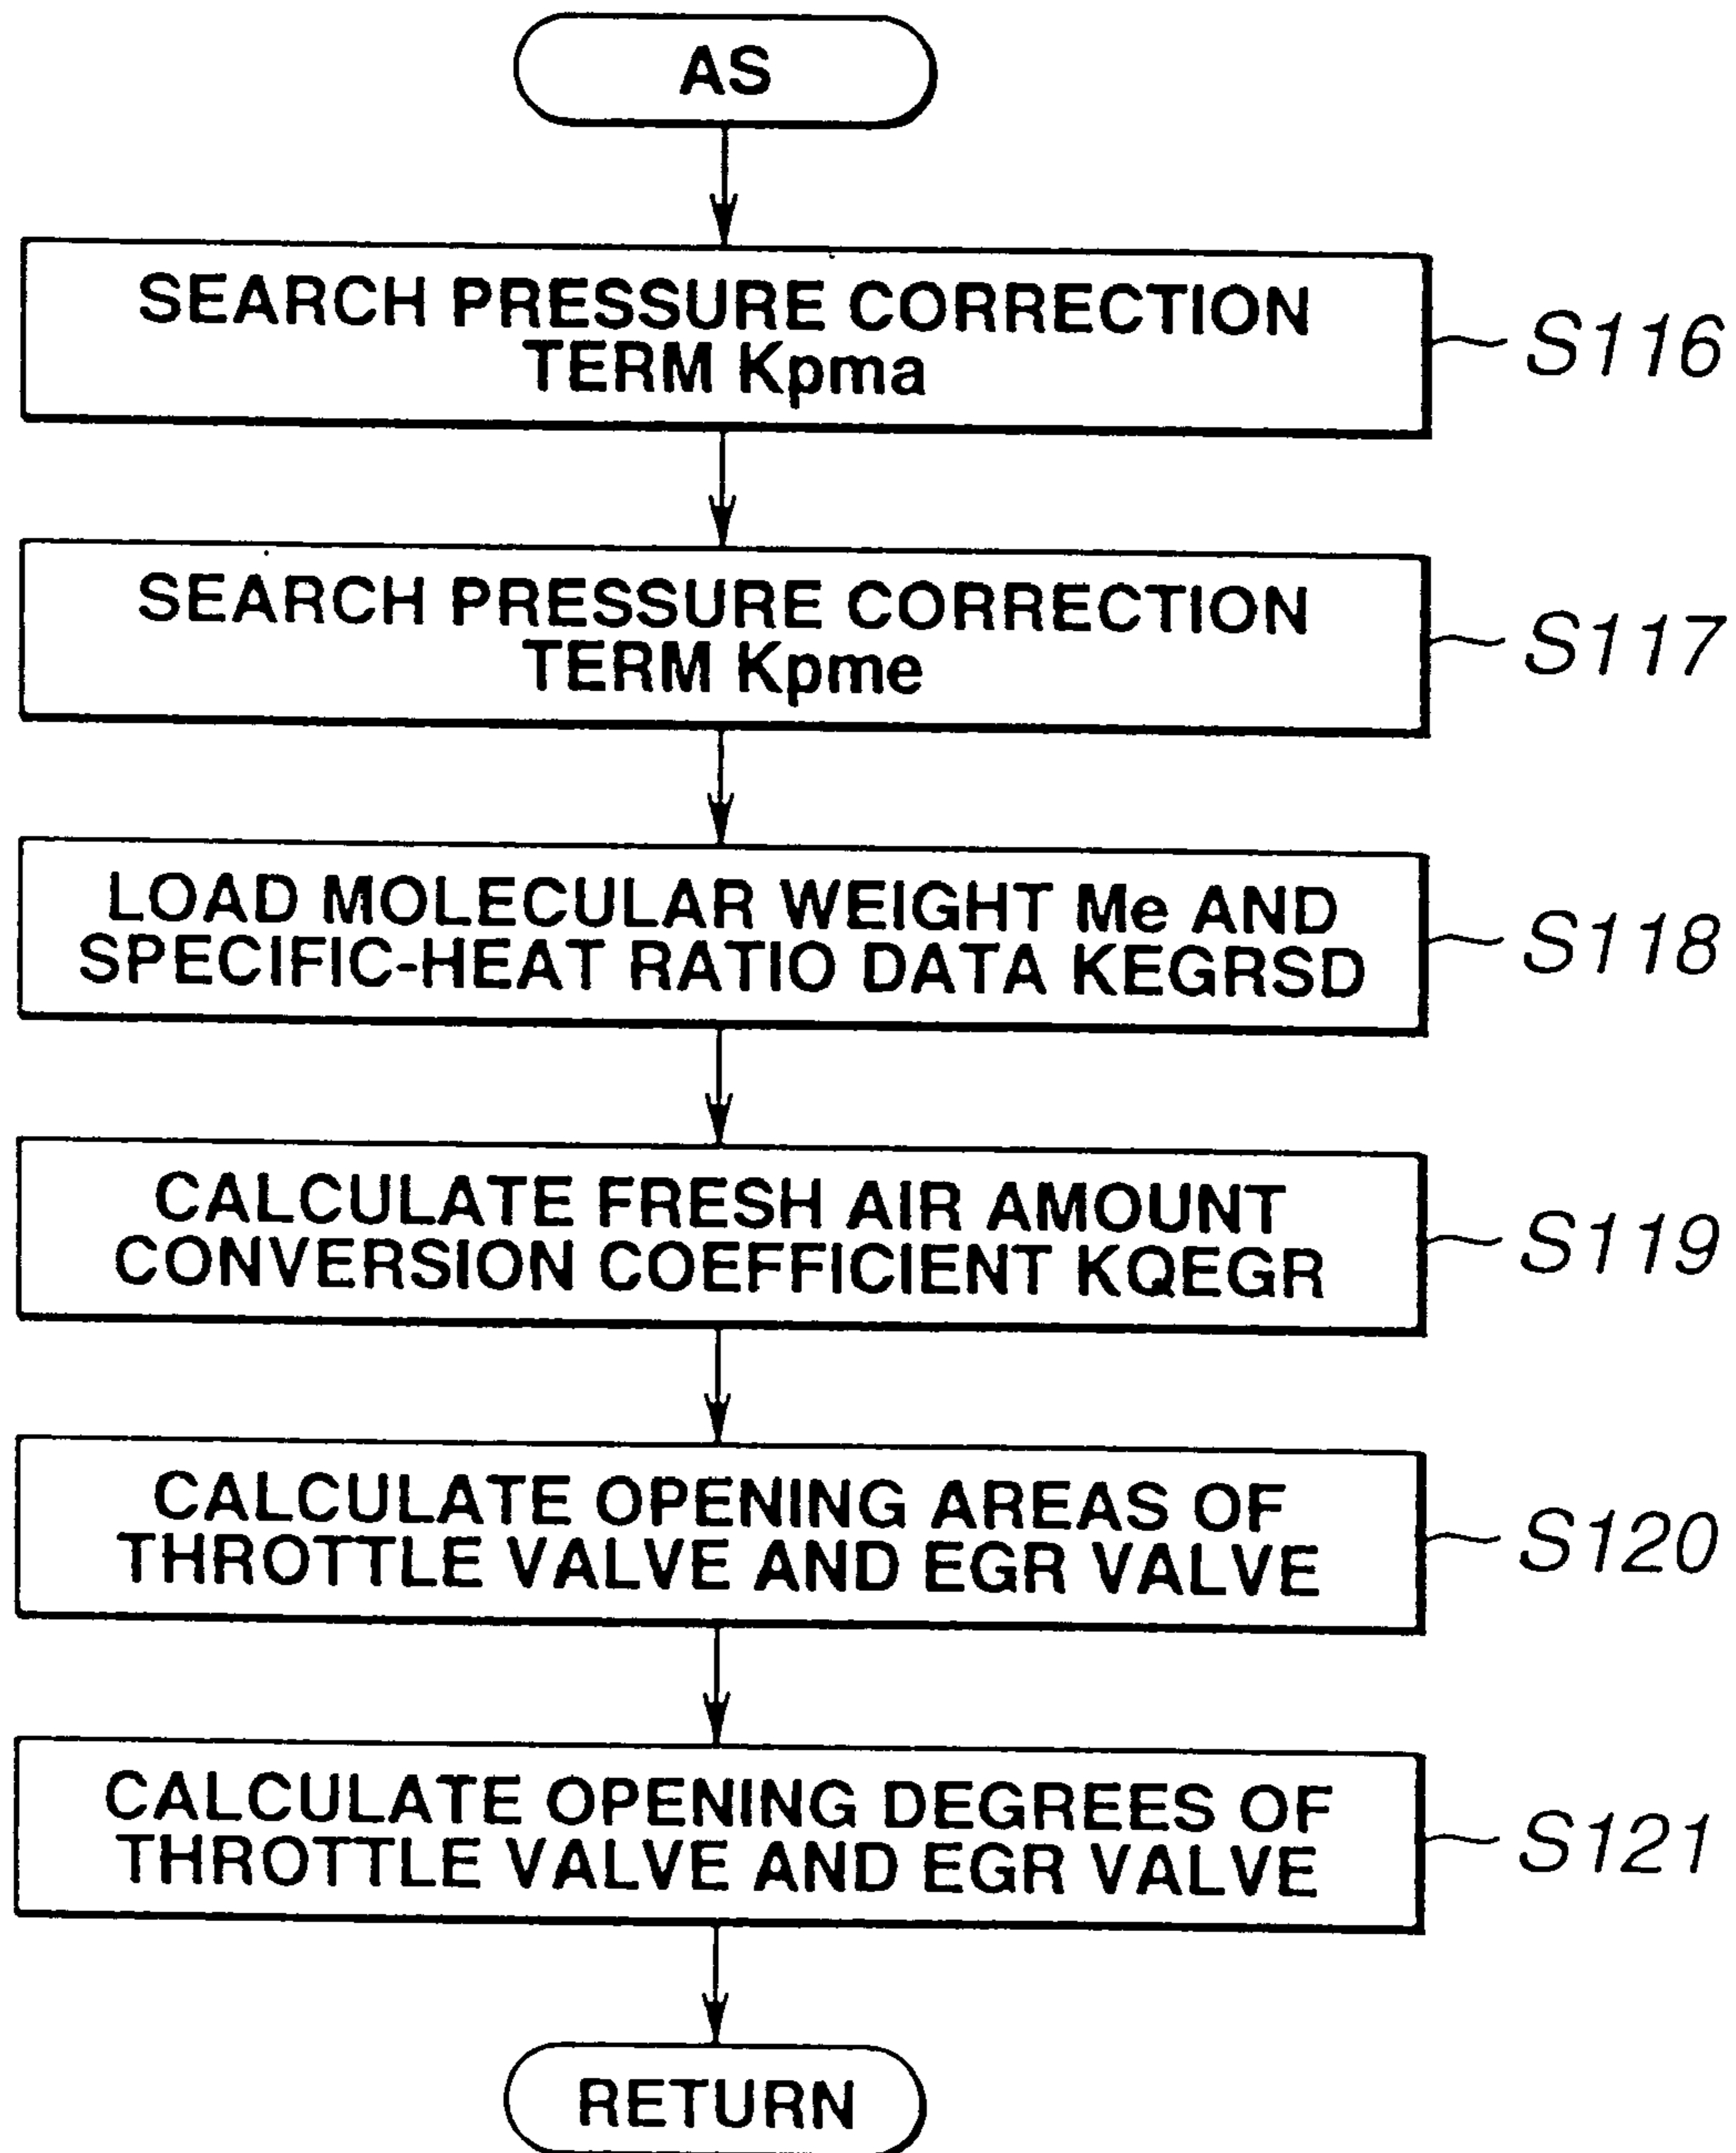 AS
SEARCH PRESSURE CORRECTION
TERM Kpma
S116
SEARCH PRESSURE CORRECTION
TERM Kpme
S117
LOAD MOLECULAR WEIGHT Me AND
SPECIFIC-HEAT RATIO DATA KEGRSD
S118
CALCULATE FRESH AIR AMOUNT
CONVERSION COEFFICIENT KQEGR
S119
CALCULATE OPENING AREAS OF
THROTTLE VALVE AND EGR VALVE
S120
CALCULATE OPENING DEGREES OF
THROTTLE VALVE AND EGR VALVE
S121
RETURN